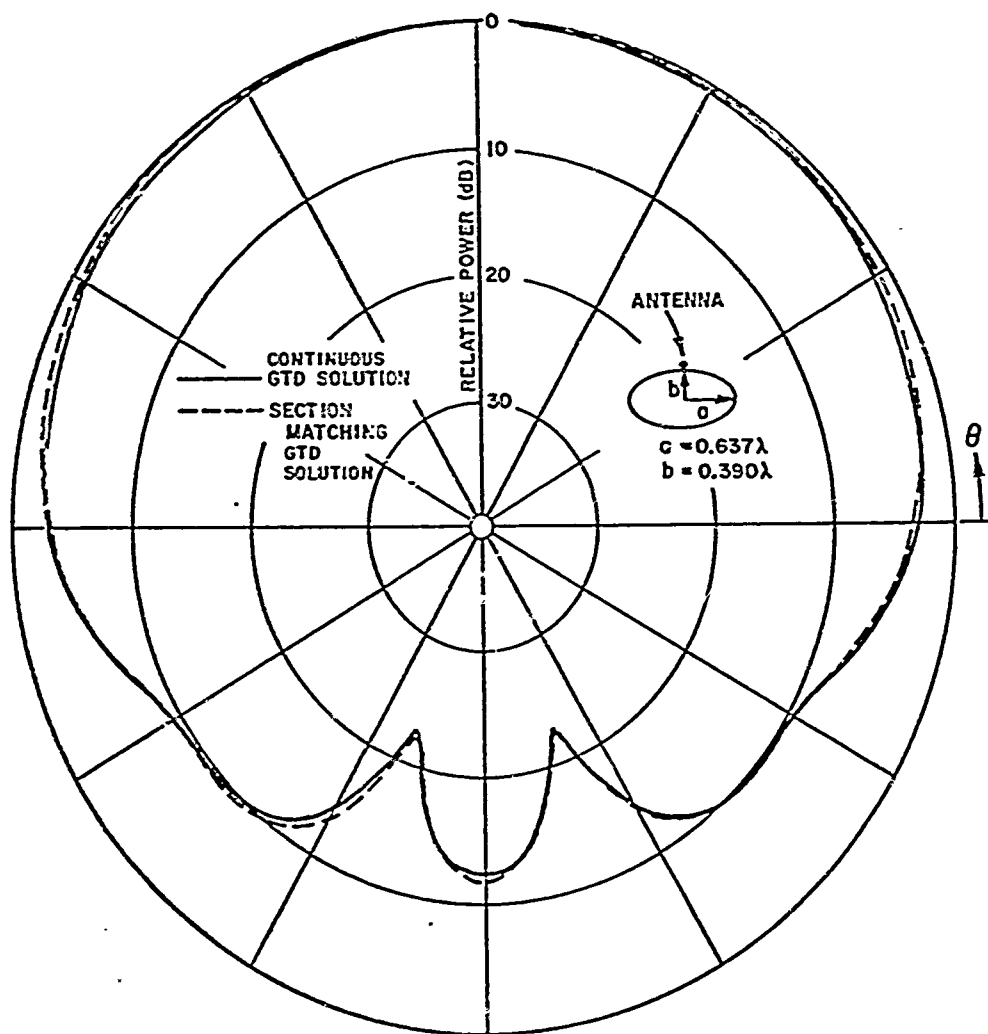 0
10
20
30
RELATIVE POWER (dB)
ANTENNA
b
a
a = 0.637λ
b = 0.390λ
θ
CONTINUOUS
GTD SOLUTION
SECTION
MATCHING
GTD
SOLUTION